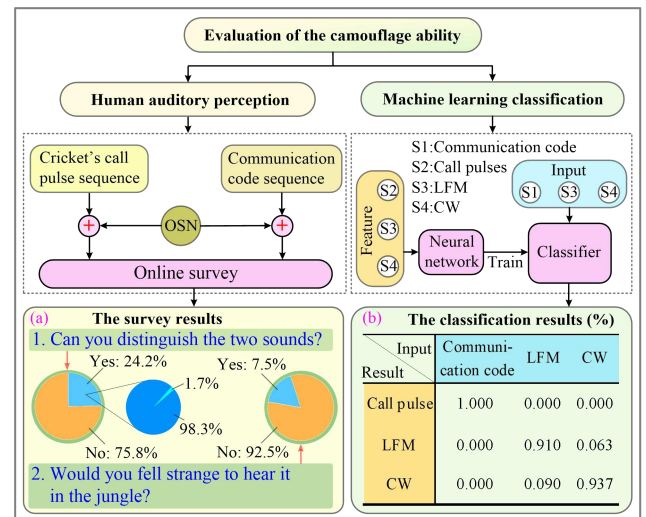 Evaluation of the camouflage ability
Human auditory perception
Machine learning classification
Cricket's call
pulse sequence
Communication
code sequence
+
OSN
+
Online survey
S1:Communication code
S2:Call pulses
S3:LFM
S4:CW
Input
S1 S3 S4
Feature
S2
S3
S4
Neural
network
Train
Classifier
(a) The survey results
1. Can you distinguish the two sounds?
Yes: 24.2%
1.7%
98.3%
No: 75.8%
Yes: 7.5%
No: 92.5%
2. Would you fell strange to hear it
in the jungle?
(b) The classification results (%)
Input
Result
Communi-
cation code
LFM
CW
Call pulse 1.000 0.000 0.000
LFM 0.000 0.910 0.063
CW 0.000 0.090 0.937